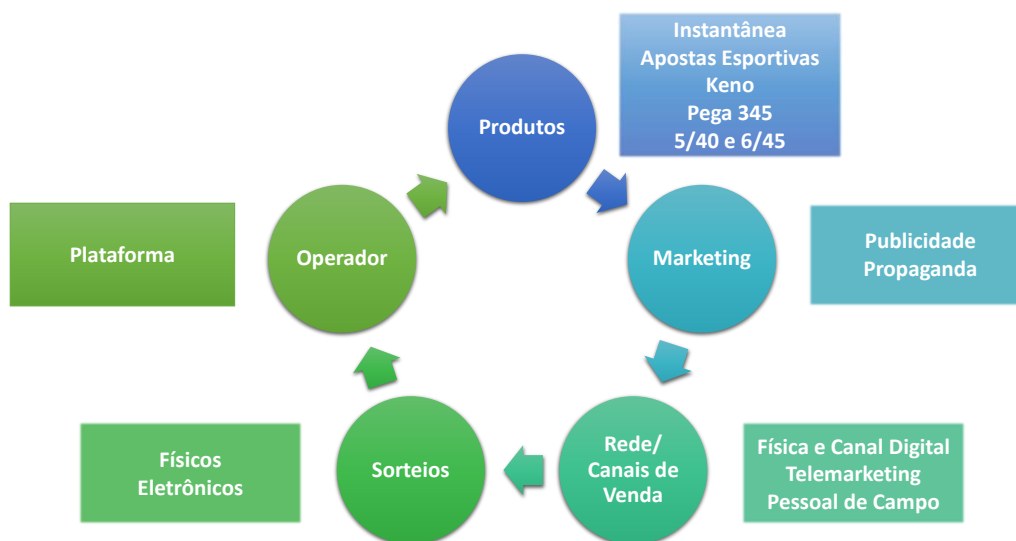 Instantânea
Apostas Esportivas
Keno
Pega 345
5/40 e 6/45
Produtos
Plataforma
Operador
Marketing
Publicidade
Propaganda
Físicos
Eletrônicos
Sorteios
Rede/
Canais de
Venda
Física e Canal Digital
Telemarketing
Pessoal de Campo